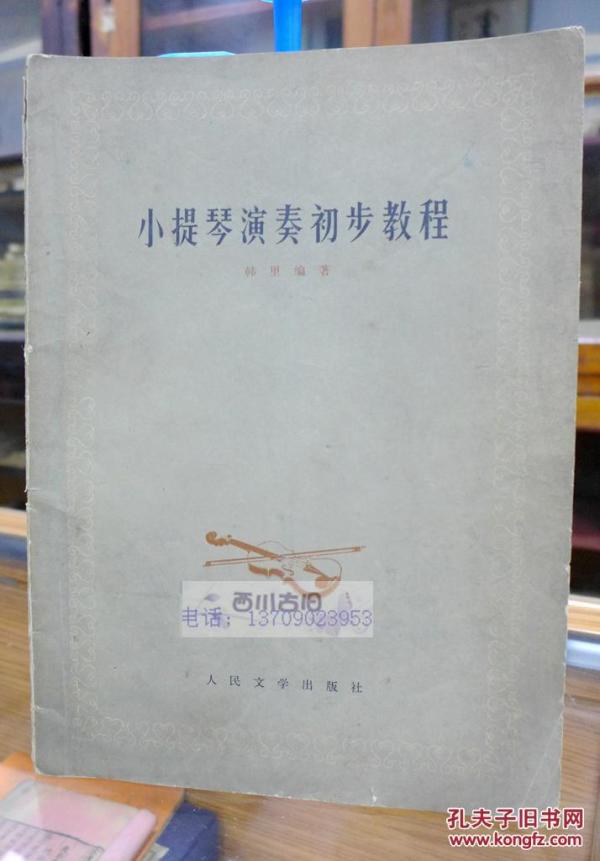 小提琴演奏初步教程
韩里编著
西川古旧
电话：13709023953
人民文学出版社
孔夫子旧书网
www.kongfz.com